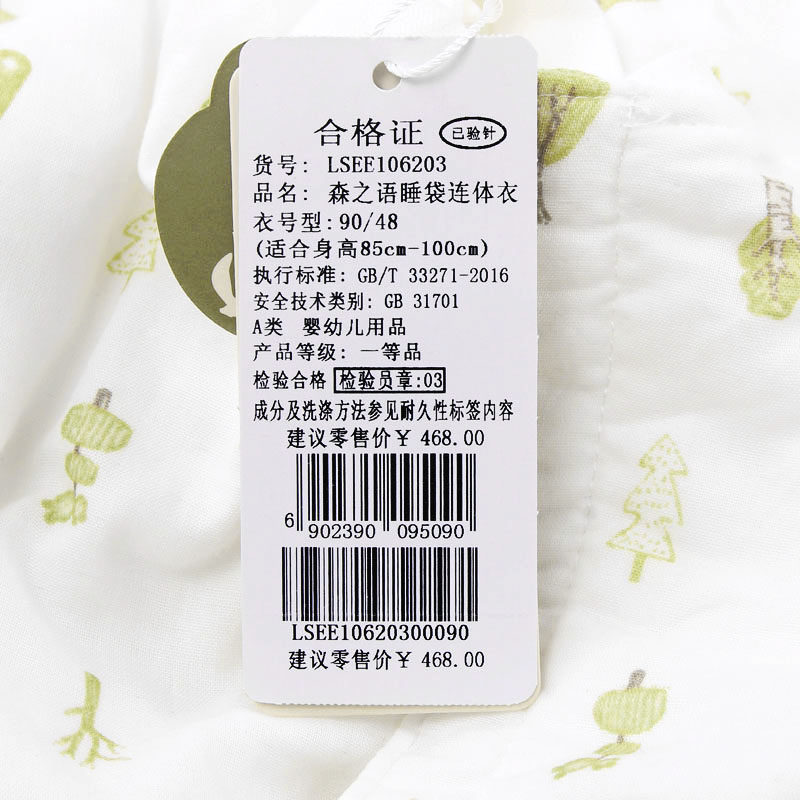 合格证 已验针
货号: LSEE106203
品名: 森之语睡袋连体衣
衣号型:90/48
(适合身高85cm-100cm)
执行标准: GB/T 33271-2016
安全技术类别: GB 31701
A类 婴幼儿用品
产品等级: 一等品
检验合格 检验员章:03
成分及洗涤方法参见耐久性标签内容
建议零售价¥ 468.00
6 902390 095090
LSEE10620300090
建议零售价¥ 468.00